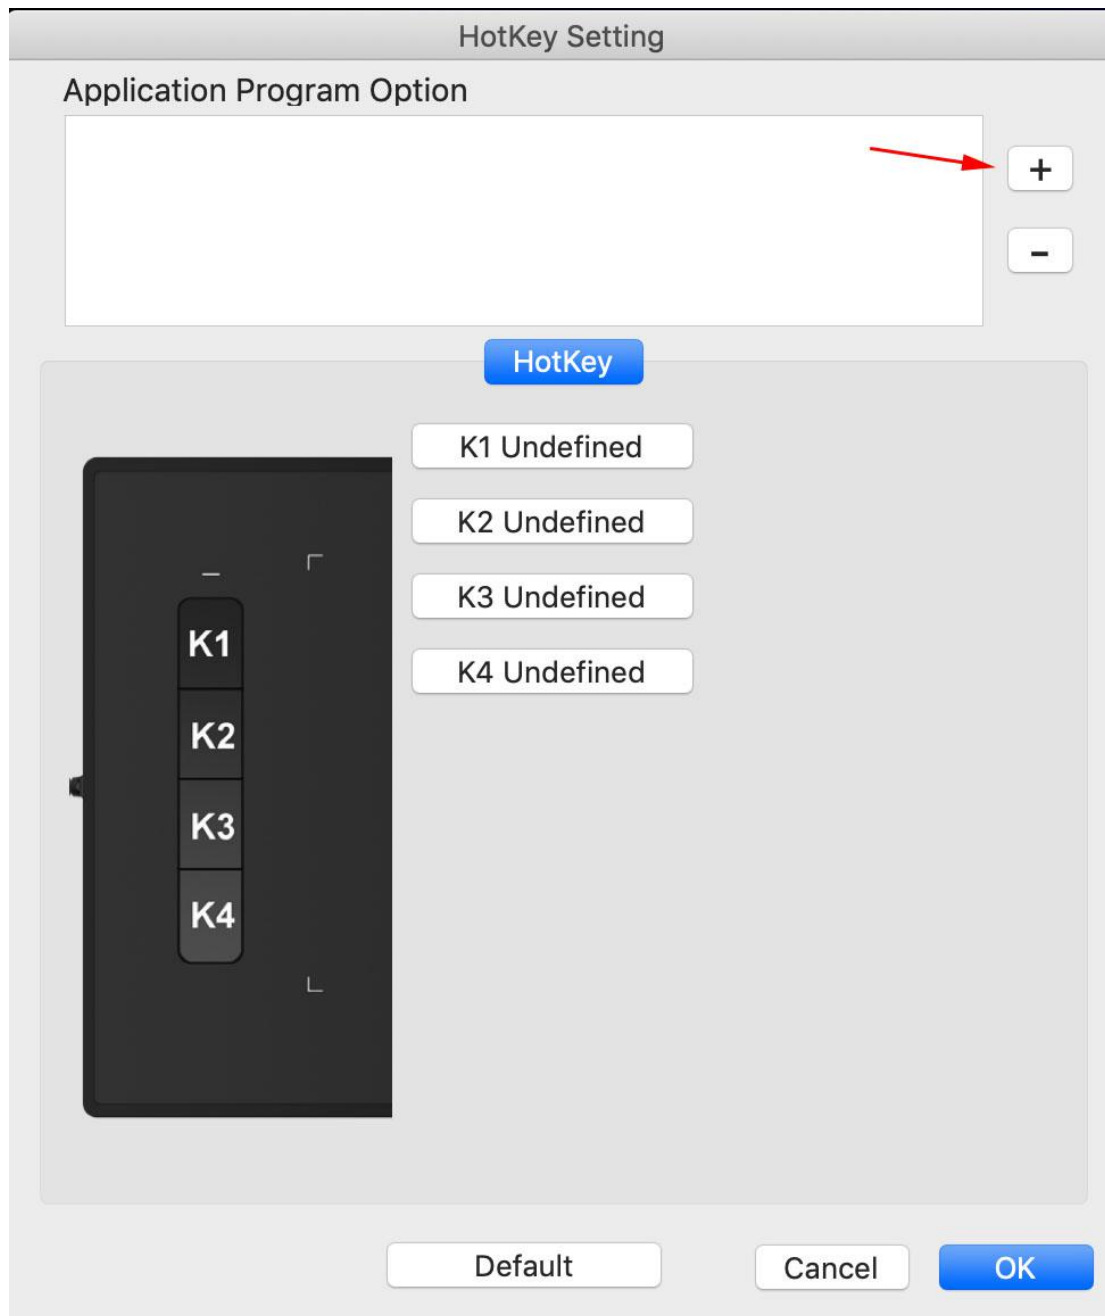 HotKey Setting
Application Program Option
+
-
HotKey
K1 Undefined
K2 Undefined
K3 Undefined
K4 Undefined
K1
K2
K3
K4
Default
Cancel
OK